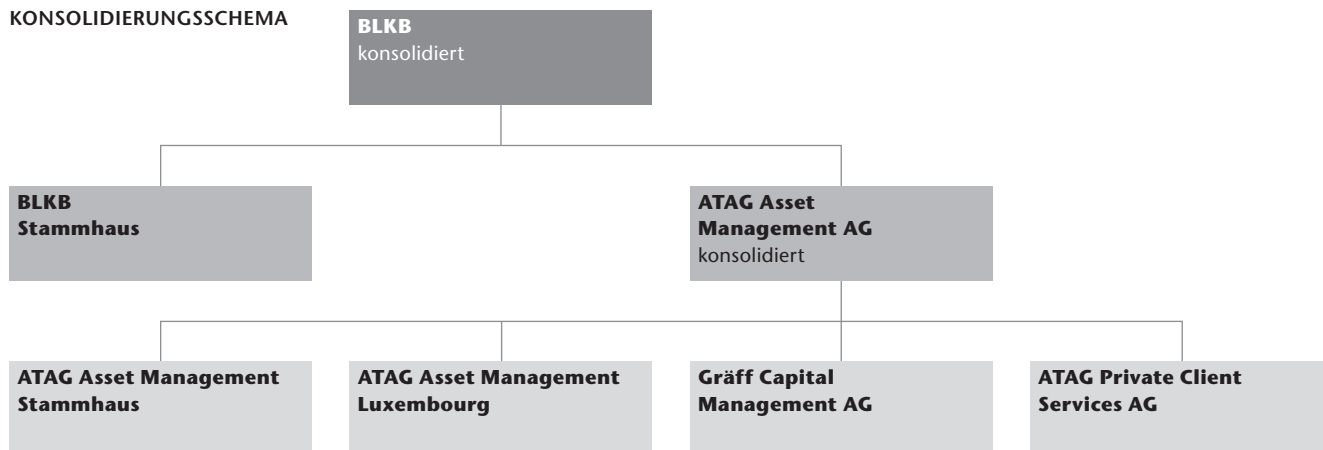 KONSOLIDIERUNGSSCHEMA
BLKB
konsolidiert
BLKB
Stammhaus
ATAG Asset
Management AG
konsolidiert
ATAG Asset Management
Stammhaus
ATAG Asset Management
Luxembourg
Gräff Capital
Management AG
ATAG Private Client
Services AG